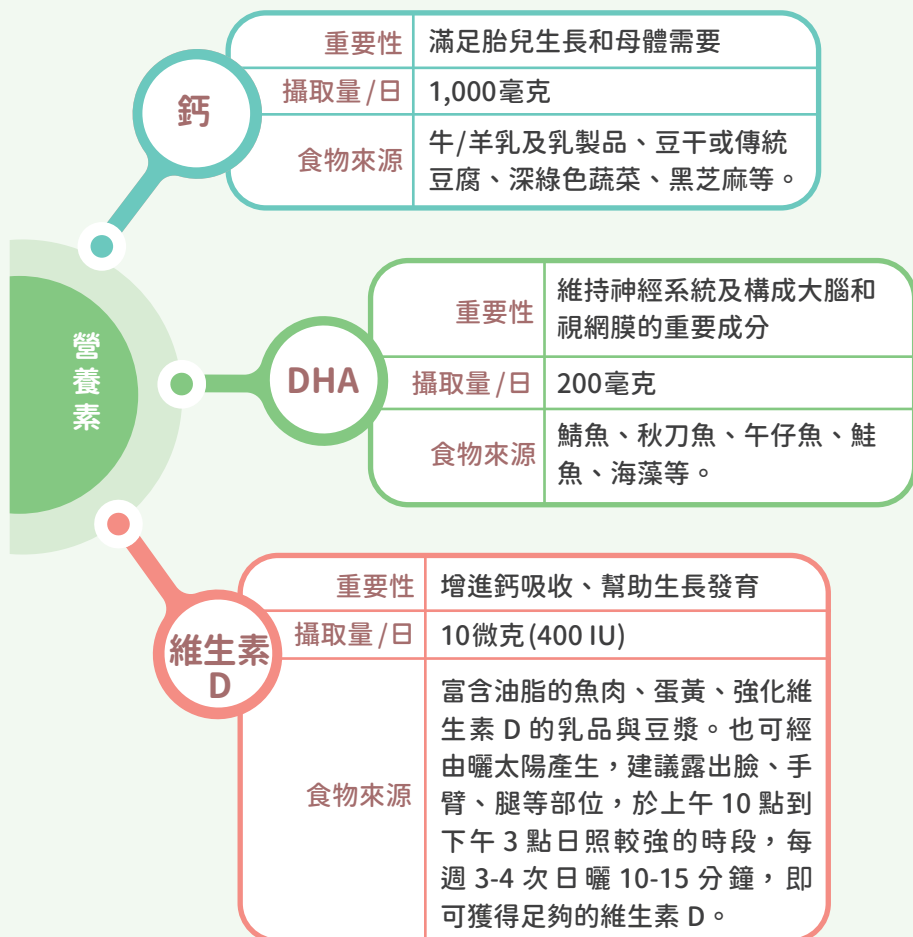 營養素
鈣
重要性 滿足胎兒生長和母體需要
攝取量/日 1,000毫克
食物來源 牛/羊乳及乳製品、豆干或傳統
豆腐、深綠色蔬菜、黑芝麻等。
DHA
重要性 維持神經系統及構成大腦和
視網膜的重要成分
攝取量/日 200毫克
食物來源 鯖魚、秋刀魚、午仔魚、鮭
魚、海藻等。
維生素
D
重要性 增進鈣吸收、幫助生長發育
攝取量/日 10微克(400 IU)
食物來源 富含油脂的魚肉、蛋黃、強化維
生素 D 的乳品與豆漿。也可經
由曬太陽產生，建議露出臉、手
臂、腿等部位，於上午 10 點到
下午 3 點日照較強的時段，每
週 3-4 次日曬 10-15 分鐘，即
可獲得足夠的維生素 D。